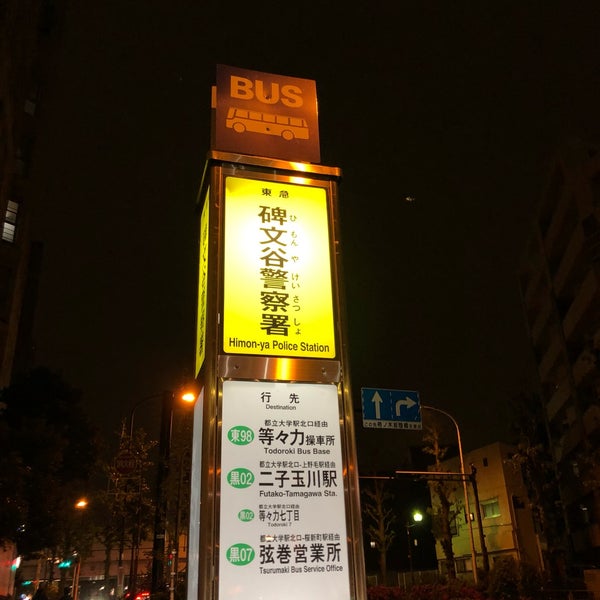 BUS
東急
碑文谷警察署
ひもんやけいさつしょ
Himon-ya Police Station
行先
Destination
都立大学駅北口経由
東98 等々力操車所
Todoroki Bus Base
都立大学駅北口-上野毛駅経由
黒02 二子玉川駅
Futako-Tamagawa Sta.
都立大学駅北口経由
黒02 等々力七丁目
Todoroki 7
都立大学駅北口-桜新町駅経由
黒07 弦巻営業所
Tsurumaki Bus Service Office